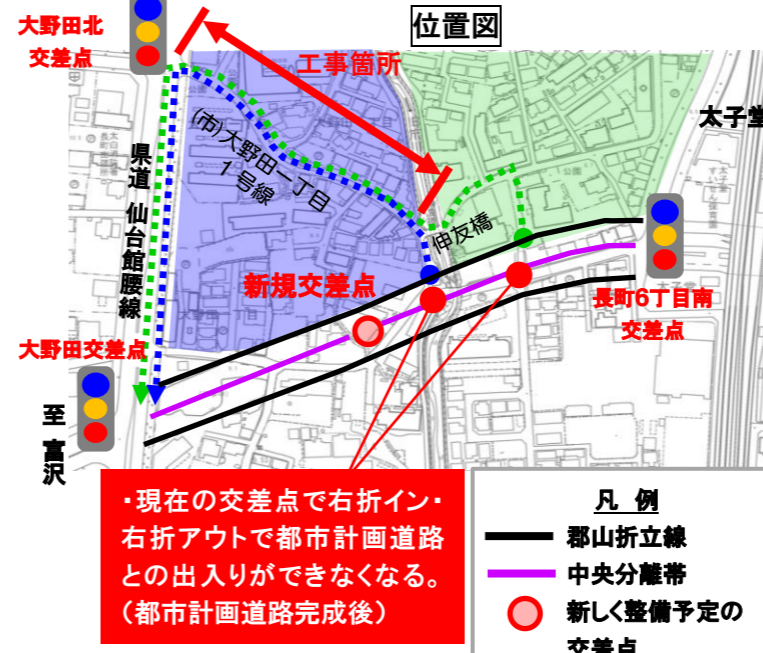 位置図
大野田北
交差点
工事箇所
太子堂
(市)大野田一丁目
1号線
県道 仙台館腰線
伸友橋
新規交差点
長町6丁目南
交差点
大野田交差点
至 富沢
・現在の交差点で右折イン・
右折アウトで都市計画道路
との出入りができなくなる。
(都市計画道路完成後)
凡 例
郡山折立線
中央分離帯
新しく整備予定の
交差点